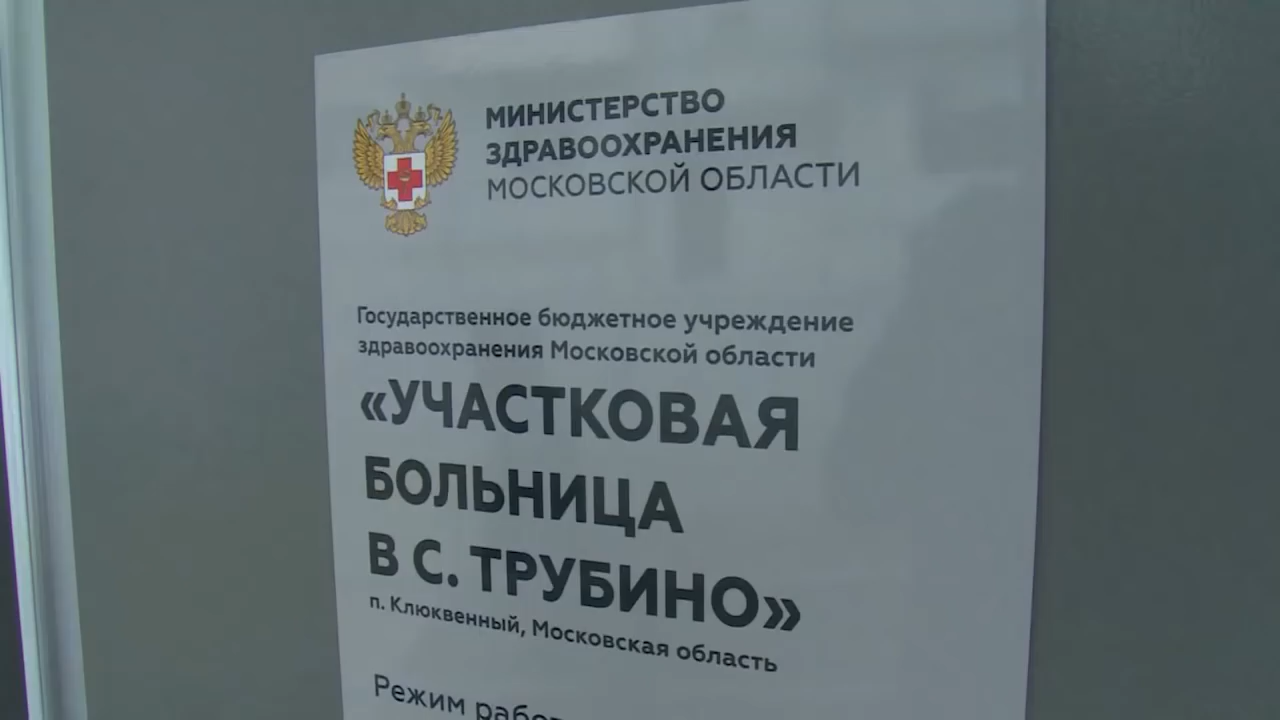 МИНИСТЕРСТВО
ЗДРАВООХРАНЕНИЯ
МОСКОВСКОЙ ОБЛАСТИ
Государственное бюджетное учреждение
здравоохранения Московской области
«УЧАСТКОВАЯ
БОЛЬНИЦА
В С. ТРУБИНО»
п. Клюквенный, Московская область
Режим